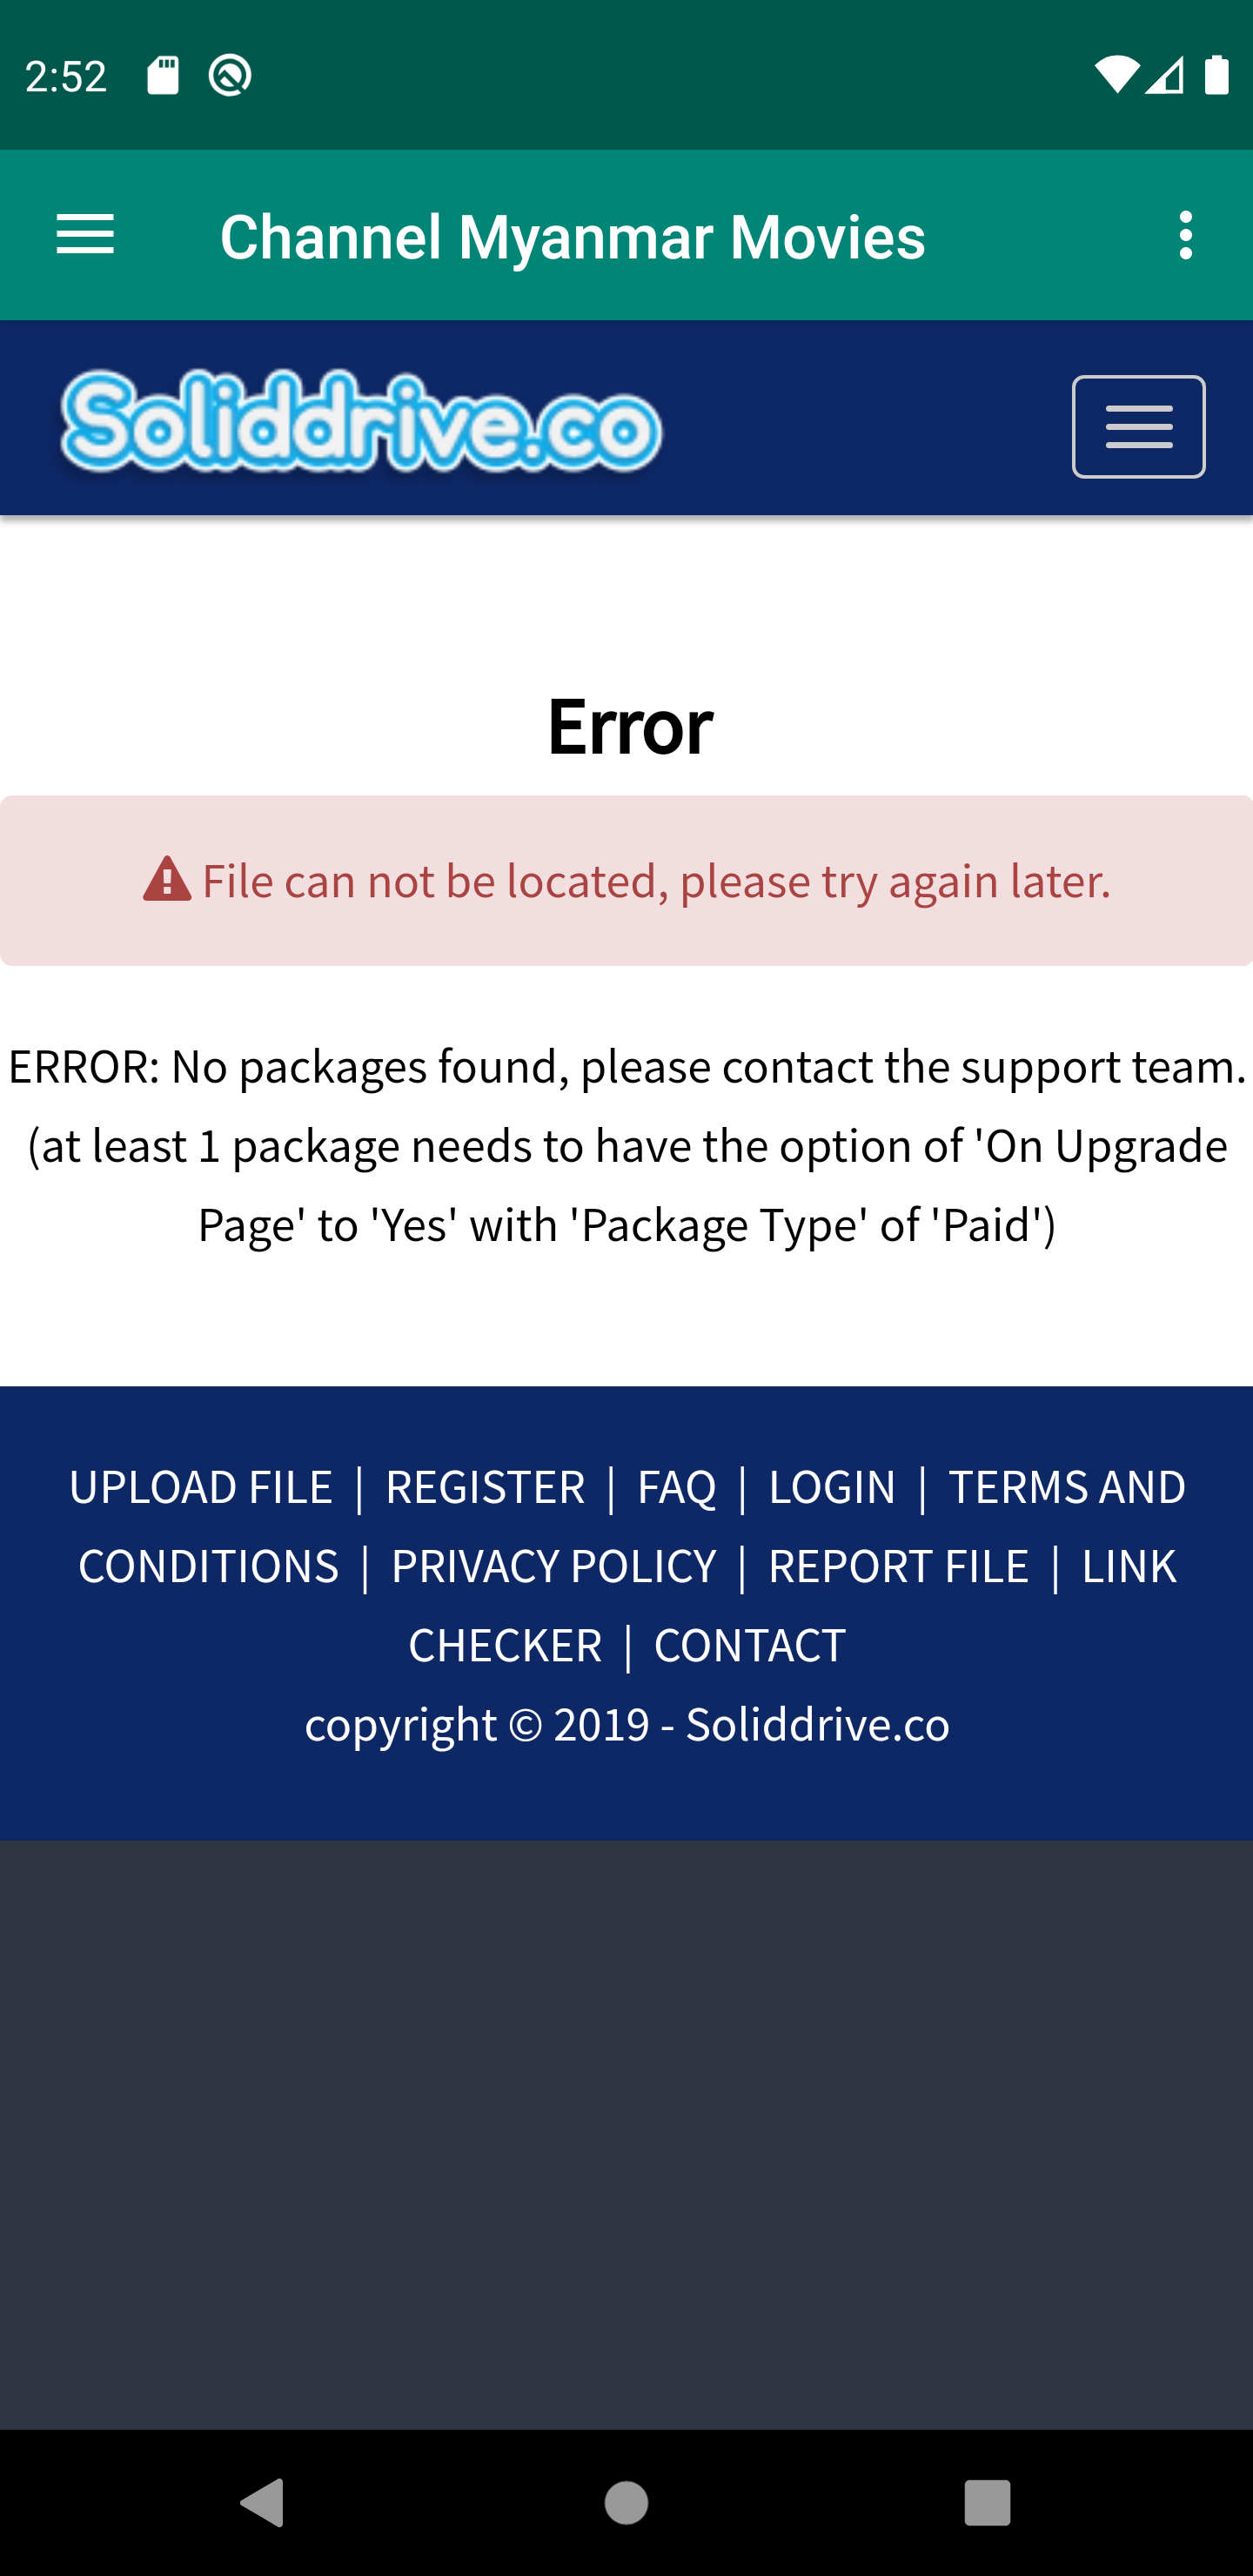 2:52
Channel Myanmar Movies
Soliddrive.co
Error
File can not be located, please try again later.
ERROR: No packages found, please contact the support team.
(at least 1 package needs to have the option of 'On Upgrade
Page' to 'Yes' with 'Package Type' of 'Paid')
UPLOAD FILE | REGISTER | FAQ | LOGIN | TERMS AND
CONDITIONS | PRIVACY POLICY | REPORT FILE | LINK
CHECKER | CONTACT
copyright © 2019 - Soliddrive.co